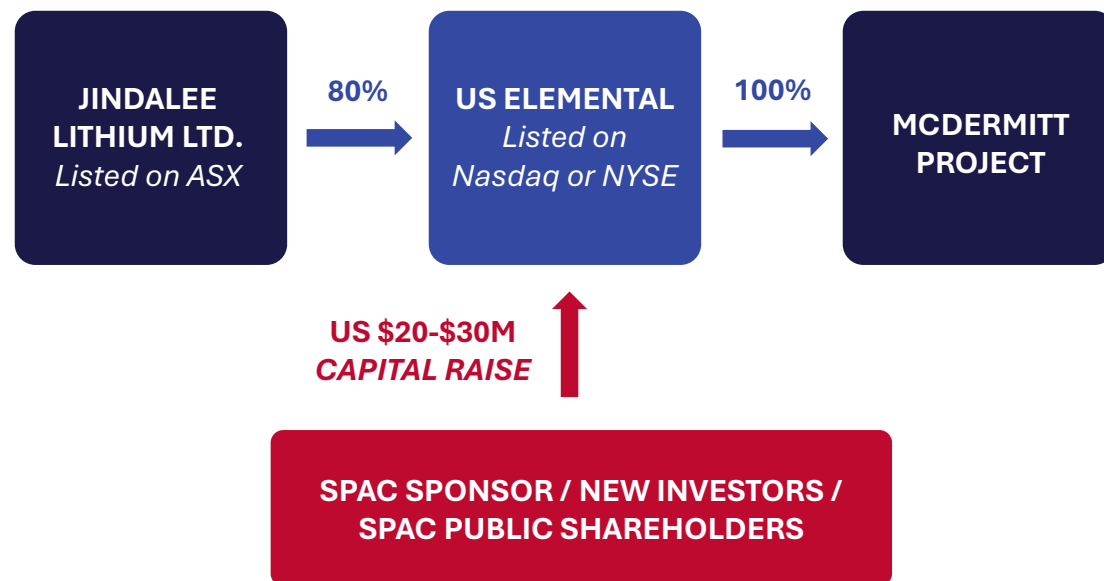 JINDALEE
LITHIUM LTD.
Listed on ASX
80%
US ELEMENTAL
Listed on
Nasdaq or NYSE
100%
MCDERMITT
PROJECT
US $20-$30M
CAPITAL RAISE
SPAC SPONSOR / NEW INVESTORS /
SPAC PUBLIC SHAREHOLDERS